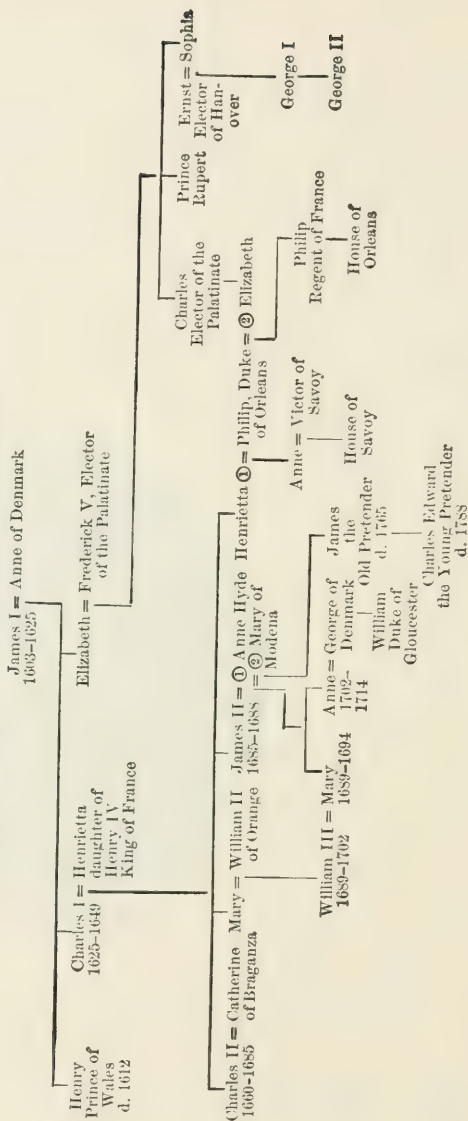 James I = Anne of Denmark
1603–1625
Henry
Prince of
Wales
d. 1612
Charles I = Henrietta
1625–1649 daughter of
Henry IV
King of France
Elizabeth = Frederick V, Elector
of the Palatinate
Charles
Elector of the
Palatinate
Prince
Rupert
Ernst = Sophia
Elector
of Han-
over
Charles II = Catherine
1660–1685 of Braganza
Mary = William II
of Orange
James II = ① Anne Hyde
1685–1688 = ② Mary of
Modena
Henrietta ① = Philip, Duke = ② Elizabeth
of Orleans
George I
William III = Mary
1689–1702 1689–1694
Anne = George of
1702– Denmark
1714
James
the
Old Pretender
d. 1765
Anne = Victor of
Savoy
Philip
Regent of France
George II
William
Duke of
Gloucester
Charles Edward
the Young Pretender
d. 1788
House of
Savoy
House of
Orleans